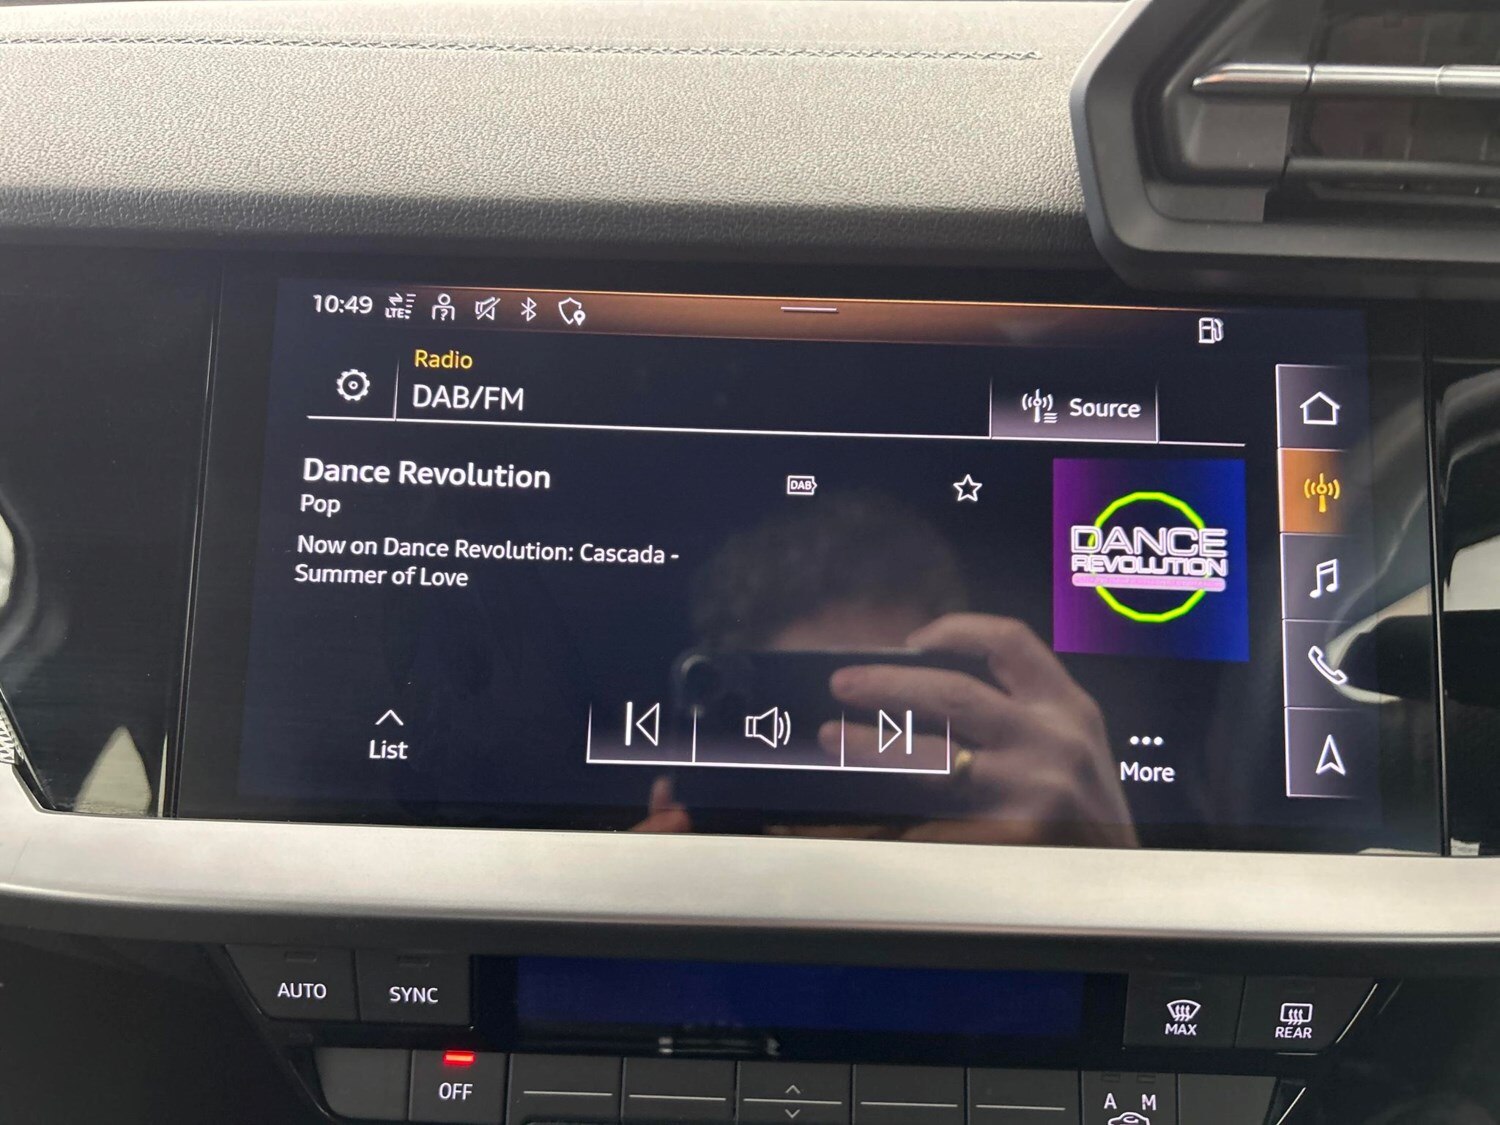 10:49
LTE
Radio
DAB/FM
Source
Dance Revolution
DAB
Pop
Now on Dance Revolution: Cascada -
Summer of Love
DANCE
REVOLUTION
List
More
AUTO
SYNC
MAX
REAR
OFF
A M